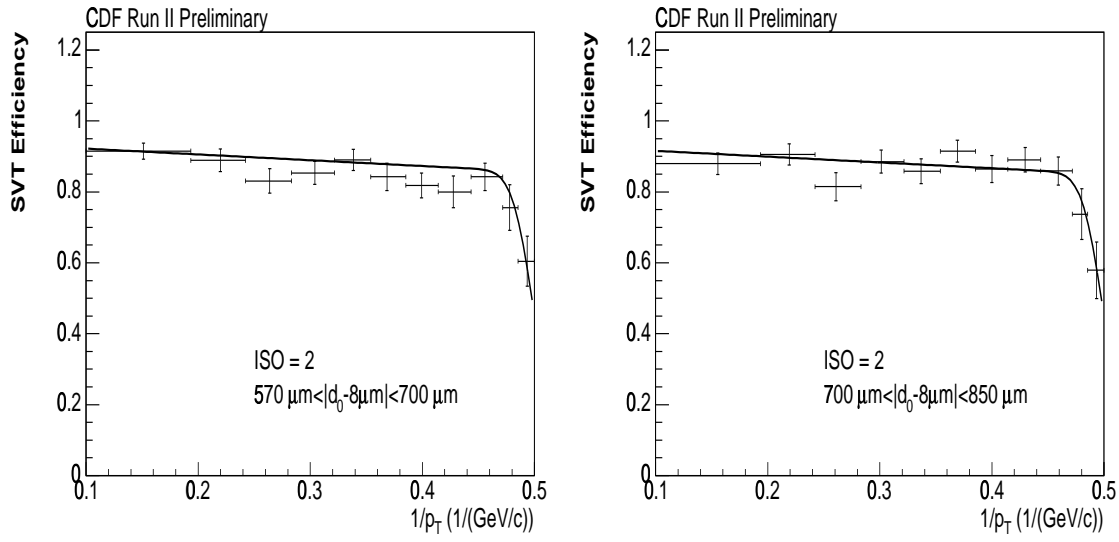 CDF Run II Preliminary
SVT Efficiency
1.2
1
0.8
0.6
0.4
0.2
0
0.1
0.2
0.3
0.4
0.5
1/p_T (1/(GeV/c))
ISO = 2
570 μm<|d_0-8μm|<700 μm
CDF Run II Preliminary
SVT Efficiency
1.2
1
0.8
0.6
0.4
0.2
0
0.1
0.2
0.3
0.4
0.5
1/p_T (1/(GeV/c))
ISO = 2
700 μm<|d_0-8μm|<850 μm